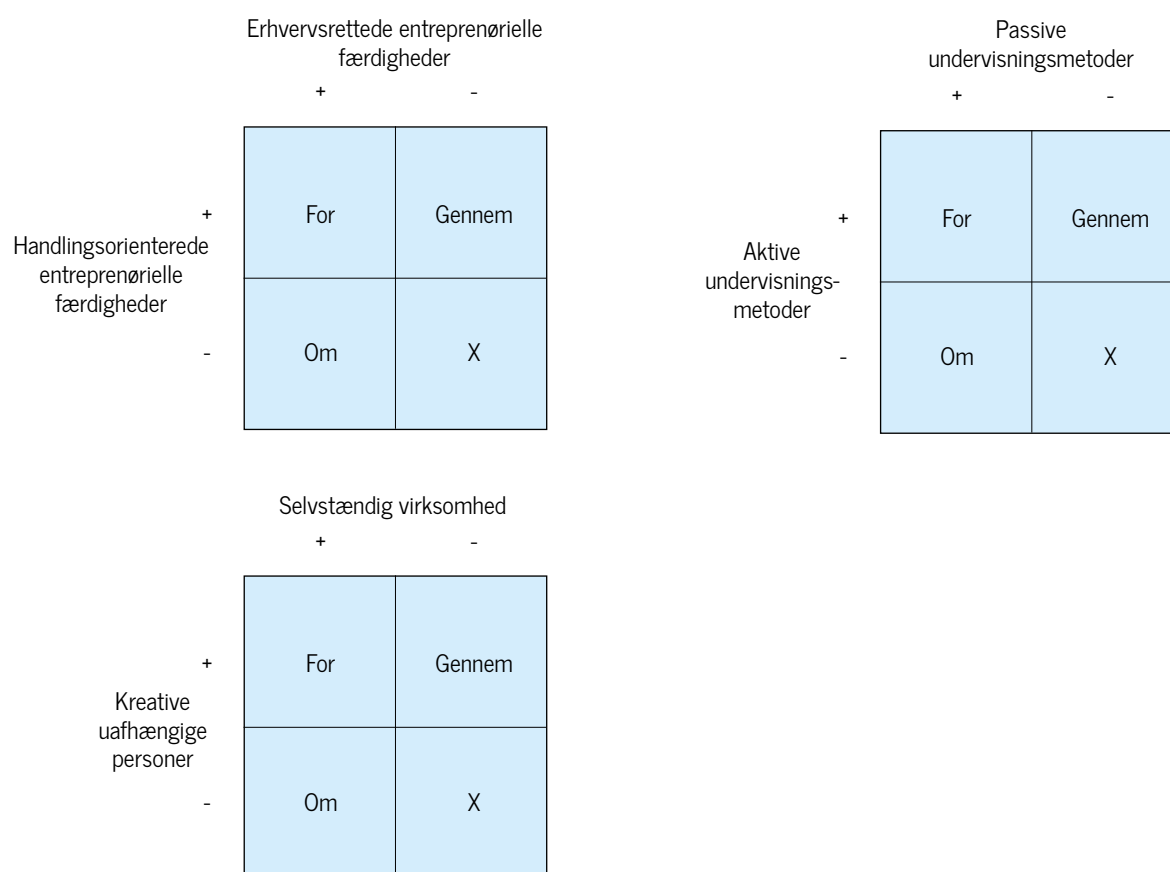 Erhvervsrettede entreprenørielle
færdigheder
+ -
+
For Gennem
Handlingsorienterede
entreprenørielle
færdigheder
-
Om X
Passive
undervisningsmetoder
+ -
+
For Gennem
Aktive
undervisnings-
metoder
-
Om X
Selvstændig virksomhed
+ -
+
For Gennem
Kreative
uafhængige
personer
-
Om X